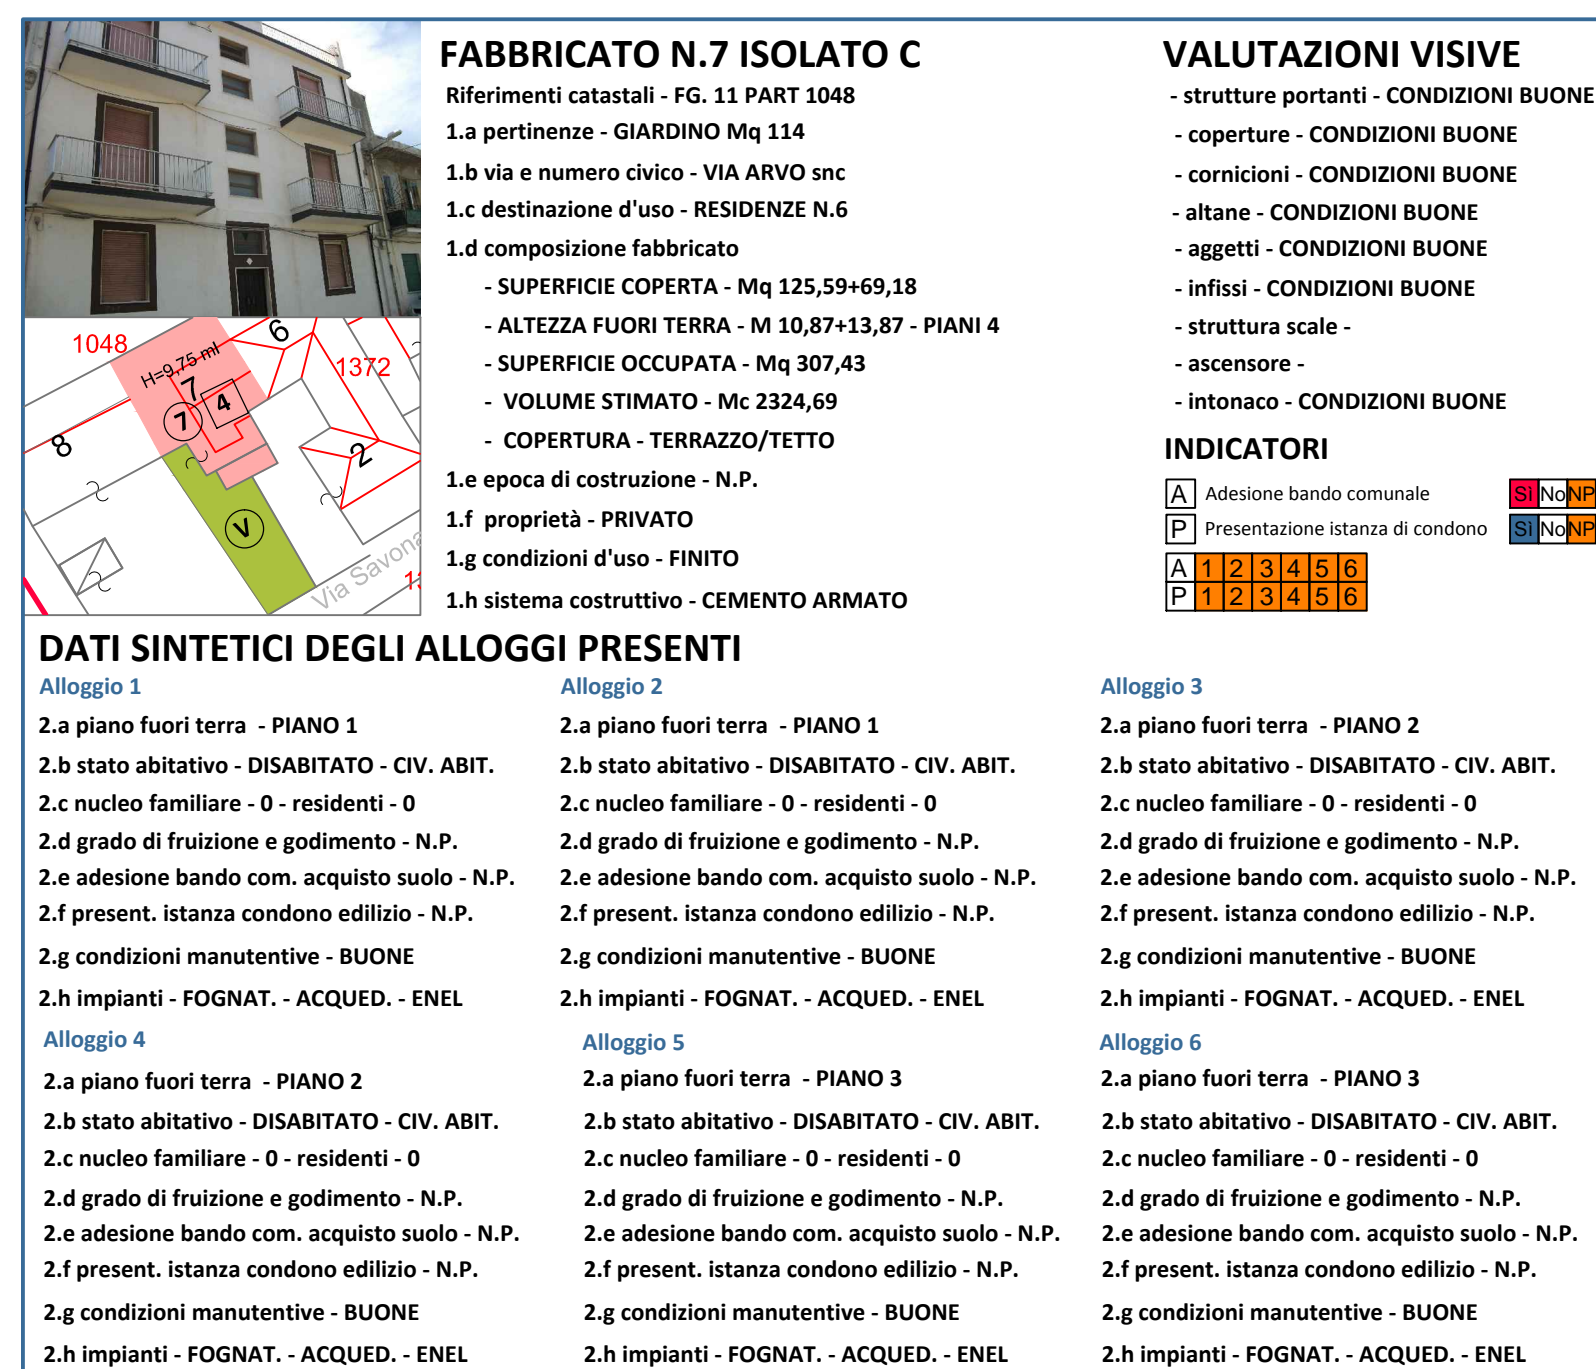 FABBRICATO N.7 ISOLATO C
Riferimenti catastali - FG. 11 PART 1048
1.a pertinenze - GIARDINO Mq 114
1.b via e numero civico - VIA ARVO snc
1.c destinazione d'uso - RESIDENZE N.6
1.d composizione fabbricato
- SUPERFICIE COPERTA - Mq 125,59+69,18
- ALTEZZA FUORI TERRA - M 10,87+13,87 - PIANI 4
- SUPERFICIE OCCUPATA - Mq 307,43
- VOLUME STIMATO - Mc 2324,69
- COPERTURA - TERRAZZO/TETTO
1.e epoca di costruzione - N.P.
1.f proprietà - PRIVATO
1.g condizioni d'uso - FINITO
1.h sistema costruttivo - CEMENTO ARMATO
VALUTAZIONI VISIVE
- strutture portanti - CONDIZIONI BUONE
- coperture - CONDIZIONI BUONE
- cornicioni - CONDIZIONI BUONE
- altane - CONDIZIONI BUONE
- aggetti - CONDIZIONI BUONE
- infissi - CONDIZIONI BUONE
- struttura scale -
- ascensore -
- intonaco - CONDIZIONI BUONE
INDICATORI
A Adesione bando comunale Sì No NP
P Presentazione istanza di condono Sì No NP
A 1 2 3 4 5 6
P 1 2 3 4 5 6
1048
H=9,75 ml
6
1372
7
7
4
8
2
V
Via Savona
DATI SINTETICI DEGLI ALLOGGI PRESENTI
Alloggio 1
2.a piano fuori terra - PIANO 1
2.b stato abitativo - DISABITATO - CIV. ABIT.
2.c nucleo familiare - 0 - residenti - 0
2.d grado di fruizione e godimento - N.P.
2.e adesione bando com. acquisto suolo - N.P.
2.f present. istanza condono edilizio - N.P.
2.g condizioni manutentive - BUONE
2.h impianti - FOGNAT. - ACQUED. - ENEL
Alloggio 2
2.a piano fuori terra - PIANO 1
2.b stato abitativo - DISABITATO - CIV. ABIT.
2.c nucleo familiare - 0 - residenti - 0
2.d grado di fruizione e godimento - N.P.
2.e adesione bando com. acquisto suolo - N.P.
2.f present. istanza condono edilizio - N.P.
2.g condizioni manutentive - BUONE
2.h impianti - FOGNAT. - ACQUED. - ENEL
Alloggio 3
2.a piano fuori terra - PIANO 2
2.b stato abitativo - DISABITATO - CIV. ABIT.
2.c nucleo familiare - 0 - residenti - 0
2.d grado di fruizione e godimento - N.P.
2.e adesione bando com. acquisto suolo - N.P.
2.f present. istanza condono edilizio - N.P.
2.g condizioni manutentive - BUONE
2.h impianti - FOGNAT. - ACQUED. - ENEL
Alloggio 4
2.a piano fuori terra - PIANO 2
2.b stato abitativo - DISABITATO - CIV. ABIT.
2.c nucleo familiare - 0 - residenti - 0
2.d grado di fruizione e godimento - N.P.
2.e adesione bando com. acquisto suolo - N.P.
2.f present. istanza condono edilizio - N.P.
2.g condizioni manutentive - BUONE
2.h impianti - FOGNAT. - ACQUED. - ENEL
Alloggio 5
2.a piano fuori terra - PIANO 3
2.b stato abitativo - DISABITATO - CIV. ABIT.
2.c nucleo familiare - 0 - residenti - 0
2.d grado di fruizione e godimento - N.P.
2.e adesione bando com. acquisto suolo - N.P.
2.f present. istanza condono edilizio - N.P.
2.g condizioni manutentive - BUONE
2.h impianti - FOGNAT. - ACQUED. - ENEL
Alloggio 6
2.a piano fuori terra - PIANO 3
2.b stato abitativo - DISABITATO - CIV. ABIT.
2.c nucleo familiare - 0 - residenti - 0
2.d grado di fruizione e godimento - N.P.
2.e adesione bando com. acquisto suolo - N.P.
2.f present. istanza condono edilizio - N.P.
2.g condizioni manutentive - BUONE
2.h impianti - FOGNAT. - ACQUED. - ENEL